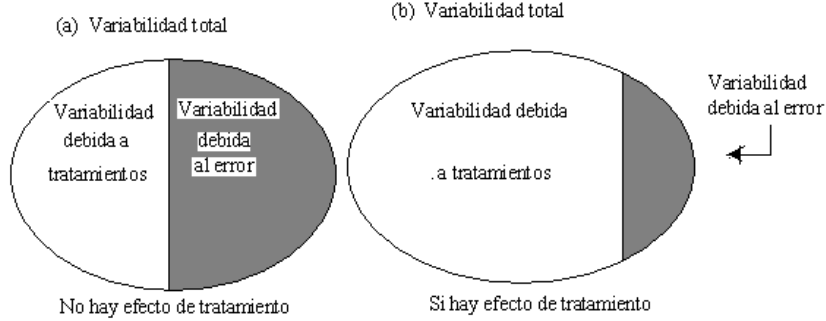 (a) Variabilidad total
Variabilidad
debida a
tratamientos
Variabilidad
debida
al error
No hay efecto de tratamiento
(b) Variabilidad total
Variabilidad debida
.a tratamientos
Variabilidad
debida al error
Si hay efecto de tratamiento